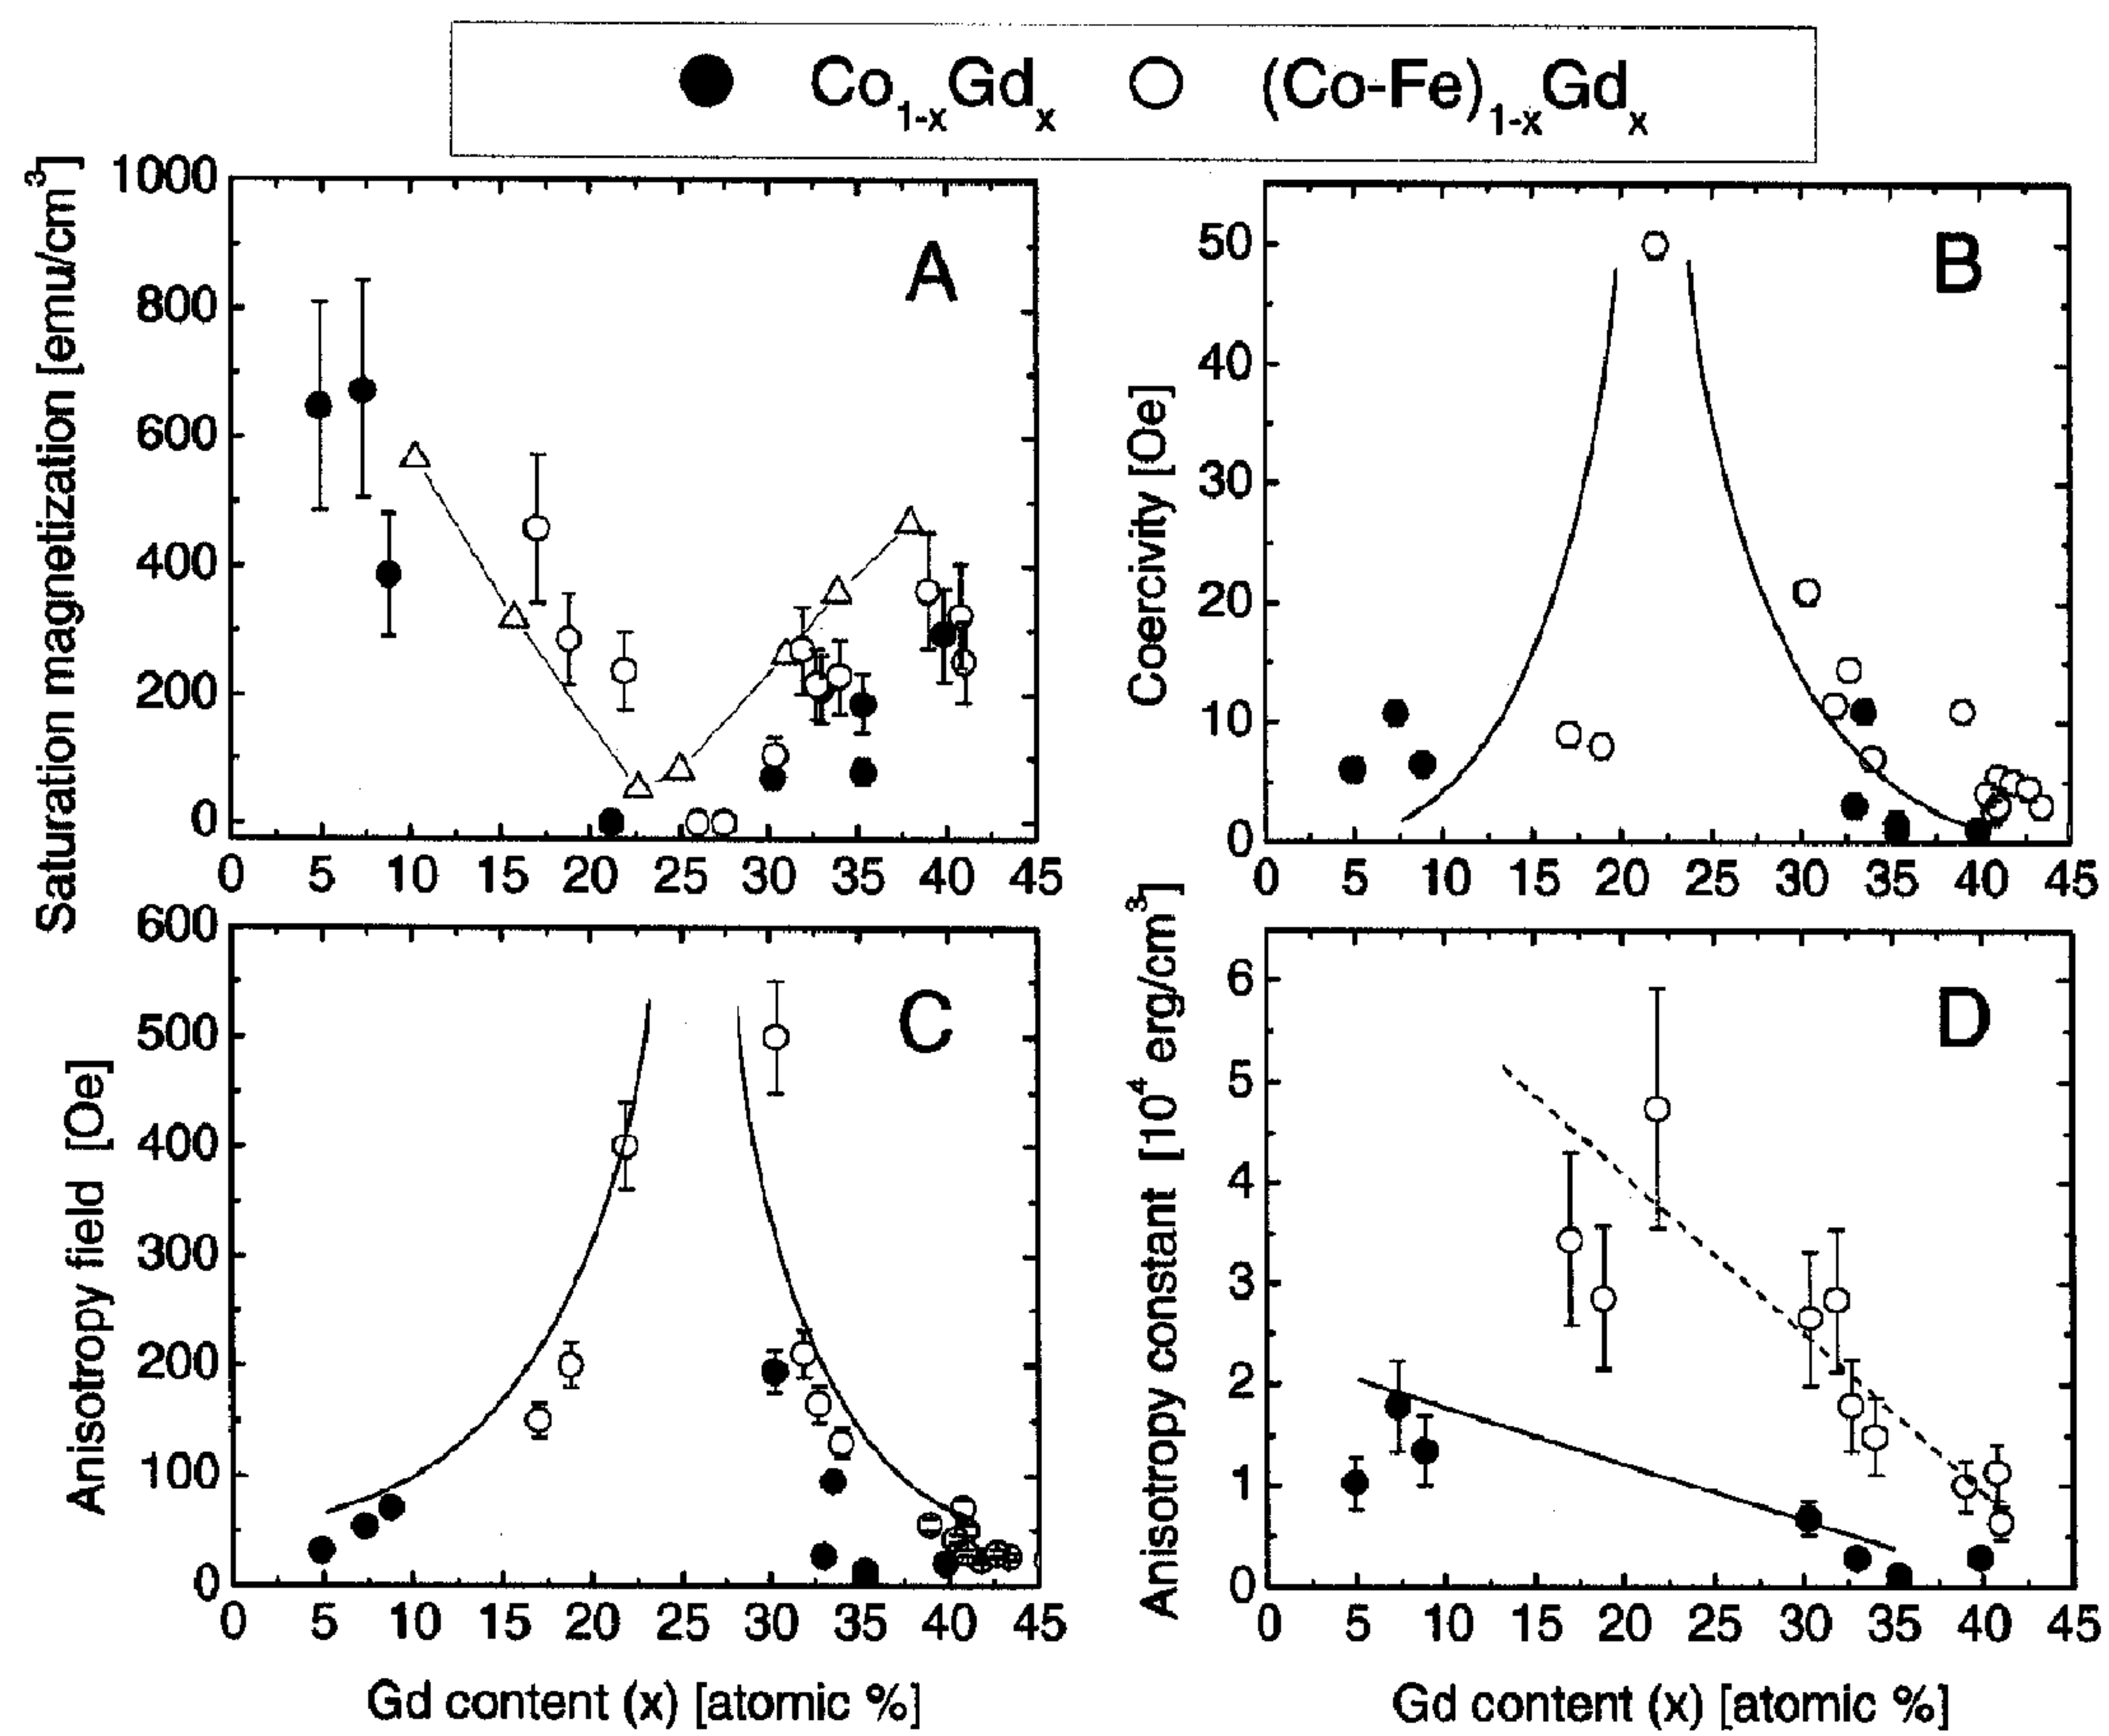 Co1-xGdx (Co-Fe)1-xGdx
Saturation magnetization [emu/cm3]
1000
800
600
400
200
0
A
0 5 10 15 20 25 30 35 40 45
Coercivity [Oe]
50
40
30
20
10
0
B
0 5 10 15 20 25 30 35 40 45
Anisotropy field [Oe]
600
500
400
300
200
100
0
C
0 5 10 15 20 25 30 35 40 45
Gd content (x) [atomic %]
Anisotropy constant [104 erg/cm3]
6
5
4
3
2
1
0
D
0 5 10 15 20 25 30 35 40 45
Gd content (x) [atomic %]